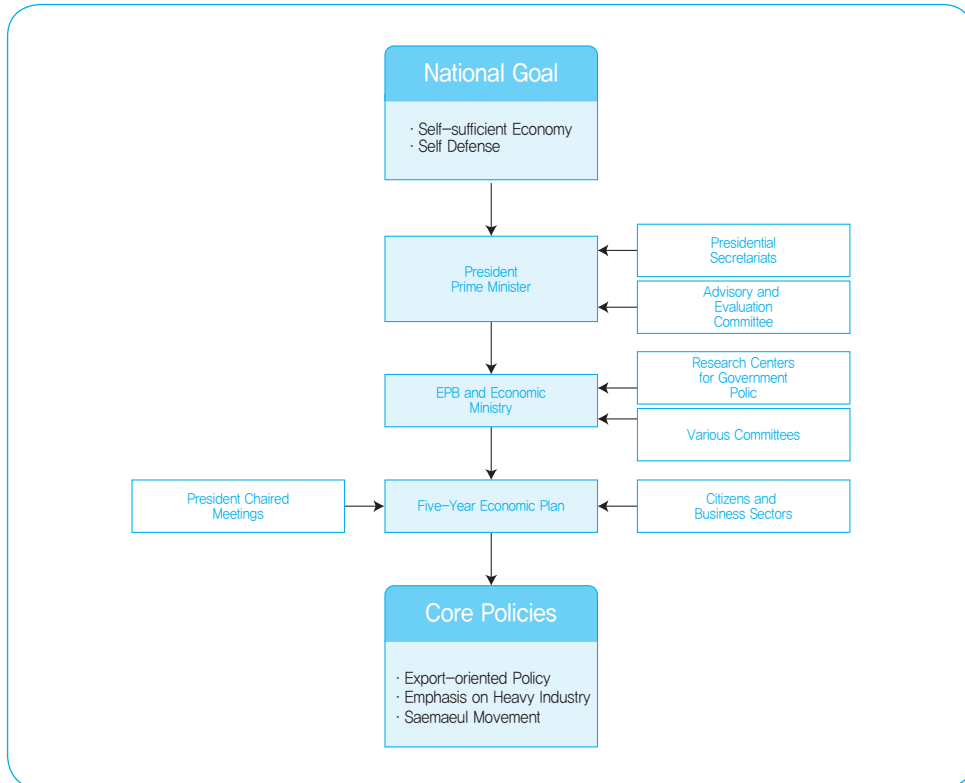 National Goal
· Self-sufficient Economy
· Self Defense
President
Prime Minister
Presidential
Secretariats
Advisory and
Evaluation
Committee
EPB and Economic
Ministry
Research Centers
for Government
Polic
Various Committees
President Chaired
Meetings
Five-Year Economic Plan
Citizens and
Business Sectors
Core Policies
· Export-oriented Policy
· Emphasis on Heavy Industry
· Saemaeul Movement